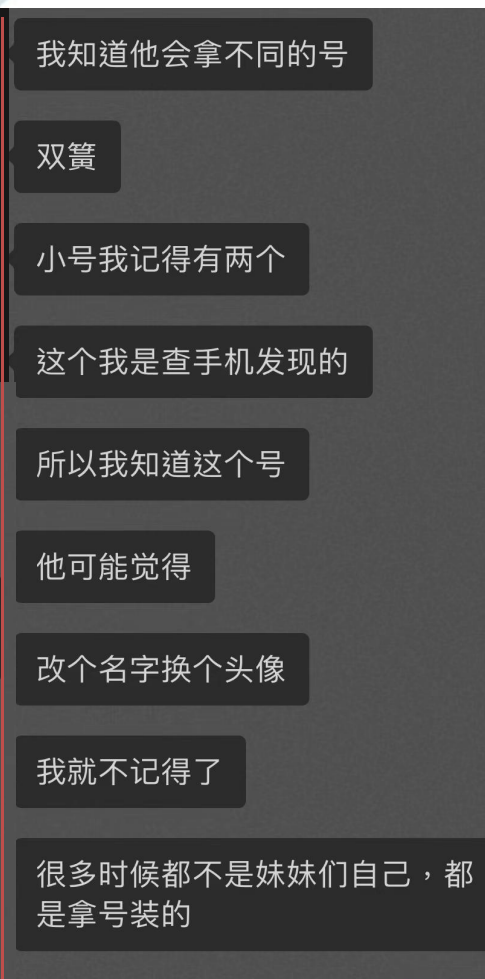 我知道他会拿不同的号
双簧
小号我记得有两个
这个我是查手机发现的
所以我知道这个号
他可能觉得
改个名字换个头像
我就不记得了
很多时候都不是妹妹们自己，都
是拿号装的